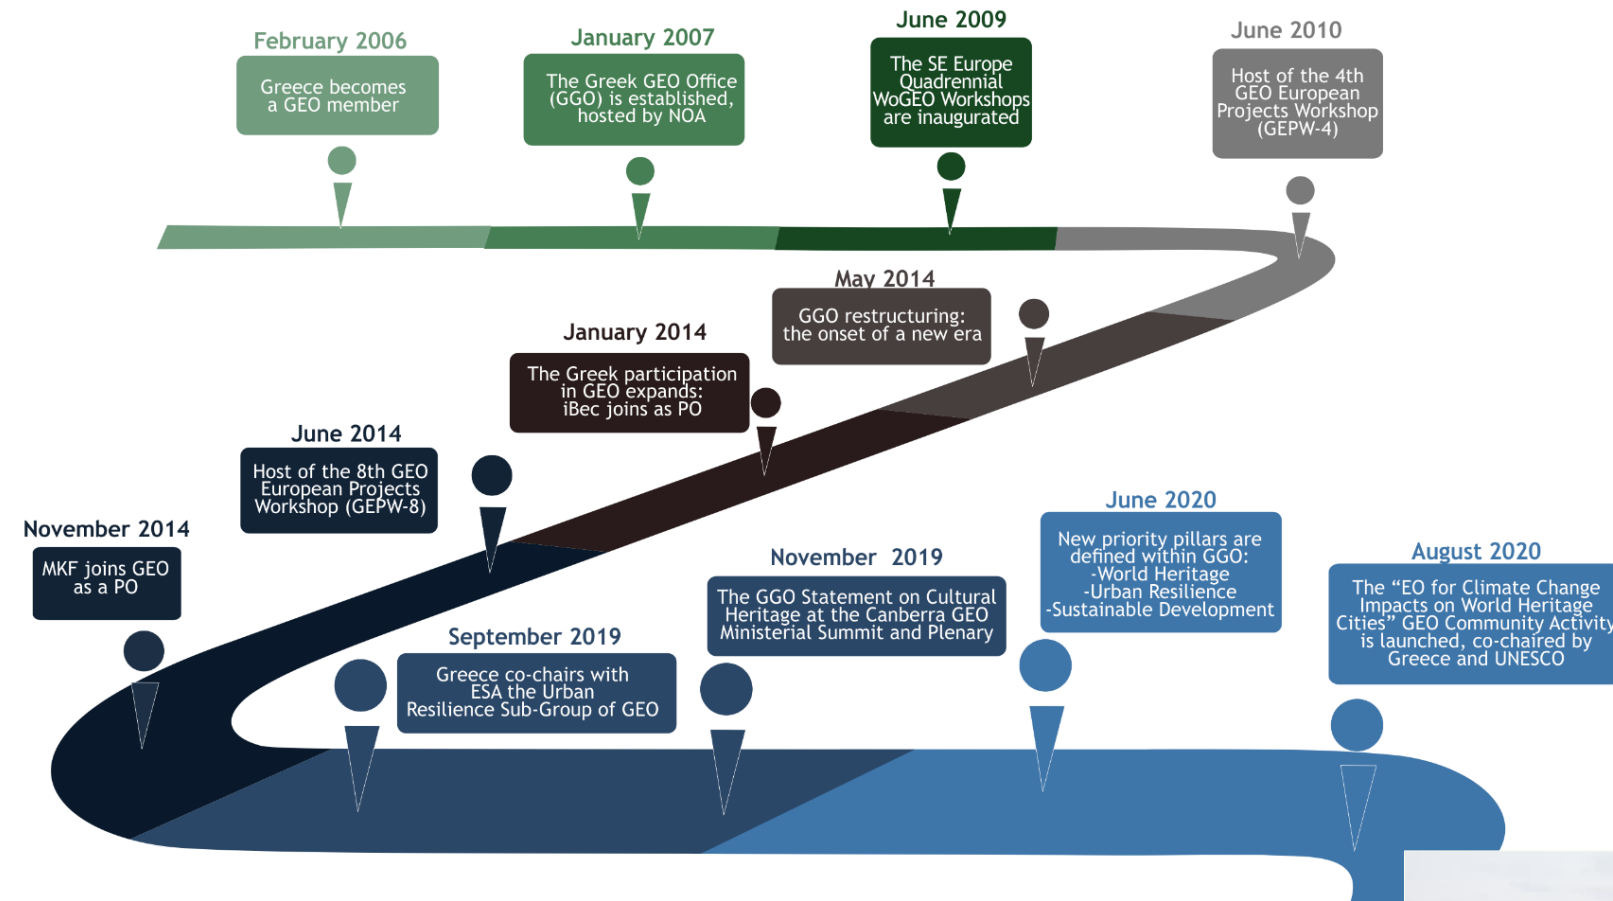 February 2006
Greece becomes
a GEO member
January 2007
The Greek GEO Office
(GGO) is established,
hosted by NOA
June 2009
The SE Europe
Quadrennial
WoGEO Workshops
are inaugurated
June 2010
Host of the 4th
GEO European
Projects Workshop
(GEPW-4)
May 2014
GGO restructuring:
the onset of a new era
January 2014
The Greek participation
in GEO expands:
iBec joins as PO
June 2014
Host of the 8th GEO
European Projects
Workshop (GEPW-8)
November 2014
MKF joins GEO
as a PO
September 2019
Greece co-chairs with
ESA the Urban
Resilience Sub-Group of GEO
November 2019
The GGO Statement on Cultural
Heritage at the Canberra GEO
Ministerial Summit and Plenary
June 2020
New priority pillars are
defined within GGO:
-World Heritage
-Urban Resilience
-Sustainable Development
August 2020
The “EO for Climate Change
Impacts on World Heritage
Cities” GEO Community Activity
is launched, co-chaired by
Greece and UNESCO